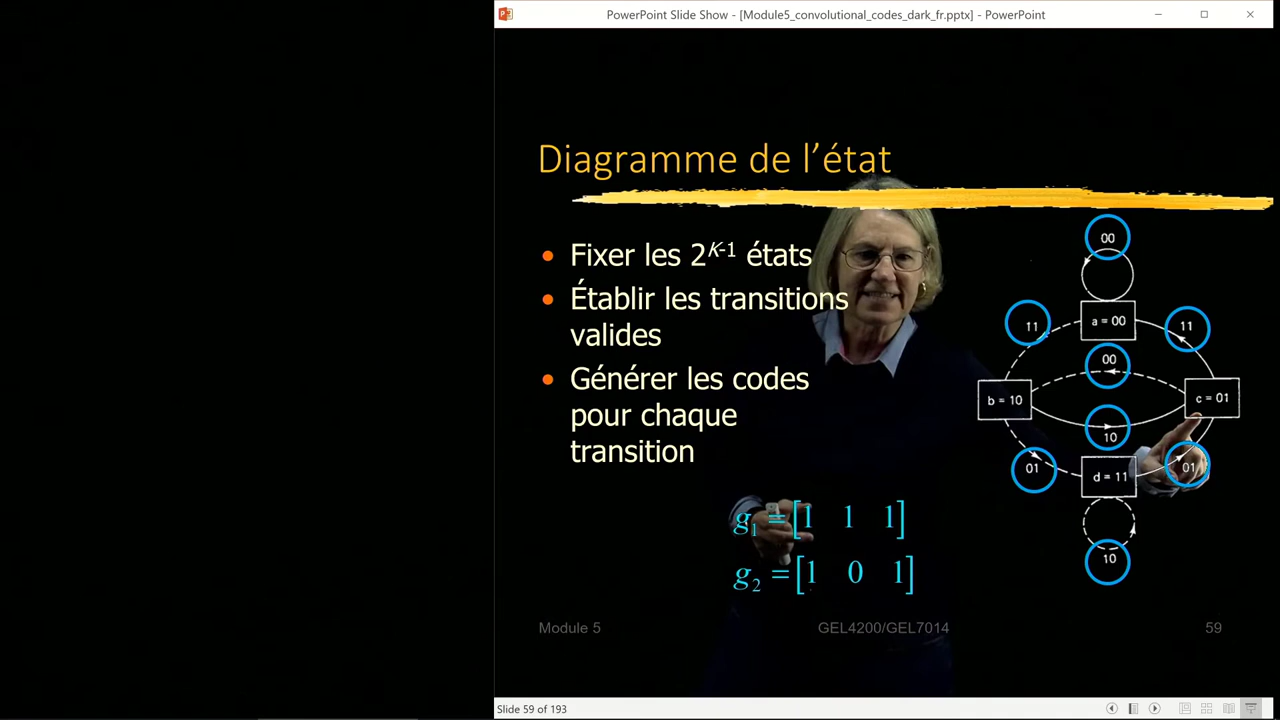 PowerPoint Slide Show - [Module5_convolutional_codes_dark_fr.pptx] - PowerPoint
Diagramme de l’état
• Fixer les 2^{K-1} états
• Établir les transitions
valides
• Générer les codes
pour chaque
transition
00
a = 00
11
11
00
b = 10
c = 01
10
01
01
d = 11
10
g₁ = [1 1 1]
g₂ = [1 0 1]
Module 5
GEL4200/GEL7014
59
Slide 59 of 193